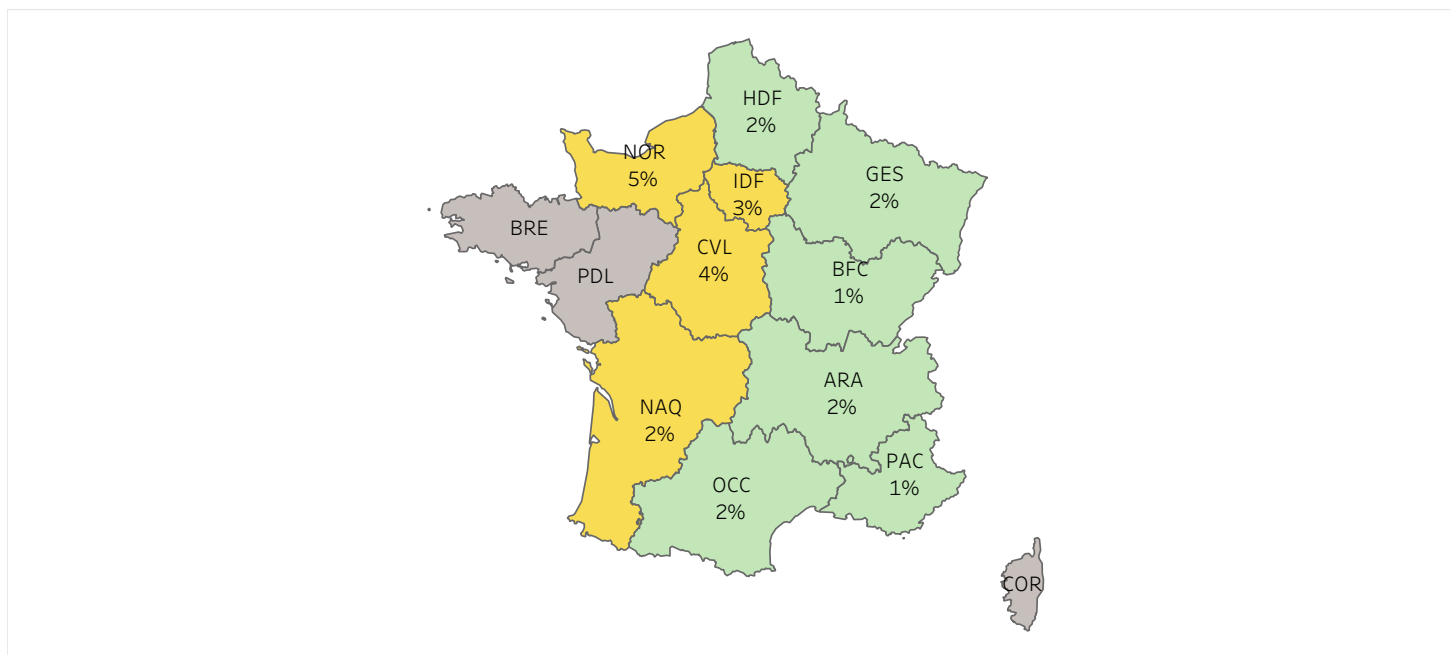 HDF
2%
NOR
5%
IDF
3%
GES
2%
BRE
CVL
4%
PDL
BFC
1%
ARA
2%
NAQ
2%
PAC
1%
OCC
2%
COR